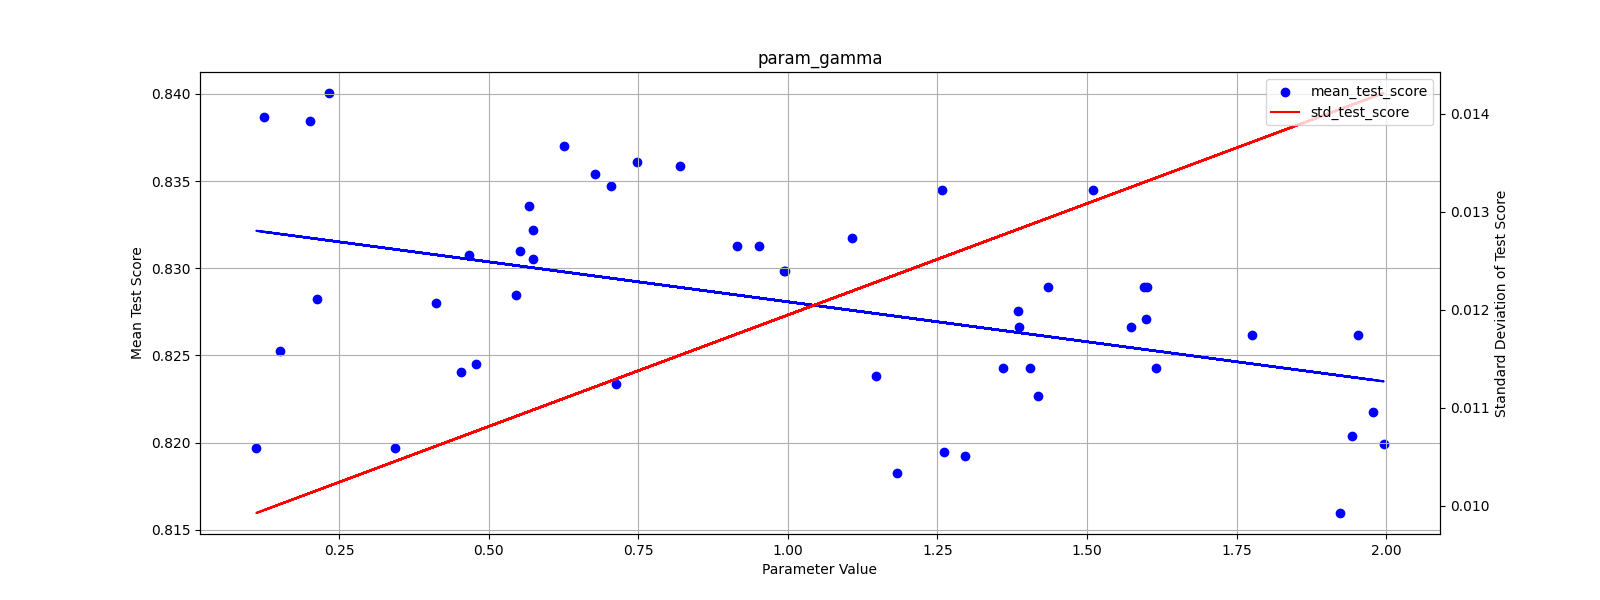 param_gamma
mean_test_score
std_test_score
Mean Test Score
0.840
0.835
0.830
0.825
0.820
0.815
0.014
0.013
0.012
0.011
0.010
Standard Deviation of Test Score
0.25 0.50 0.75 1.00 1.25 1.50 1.75 2.00
Parameter Value